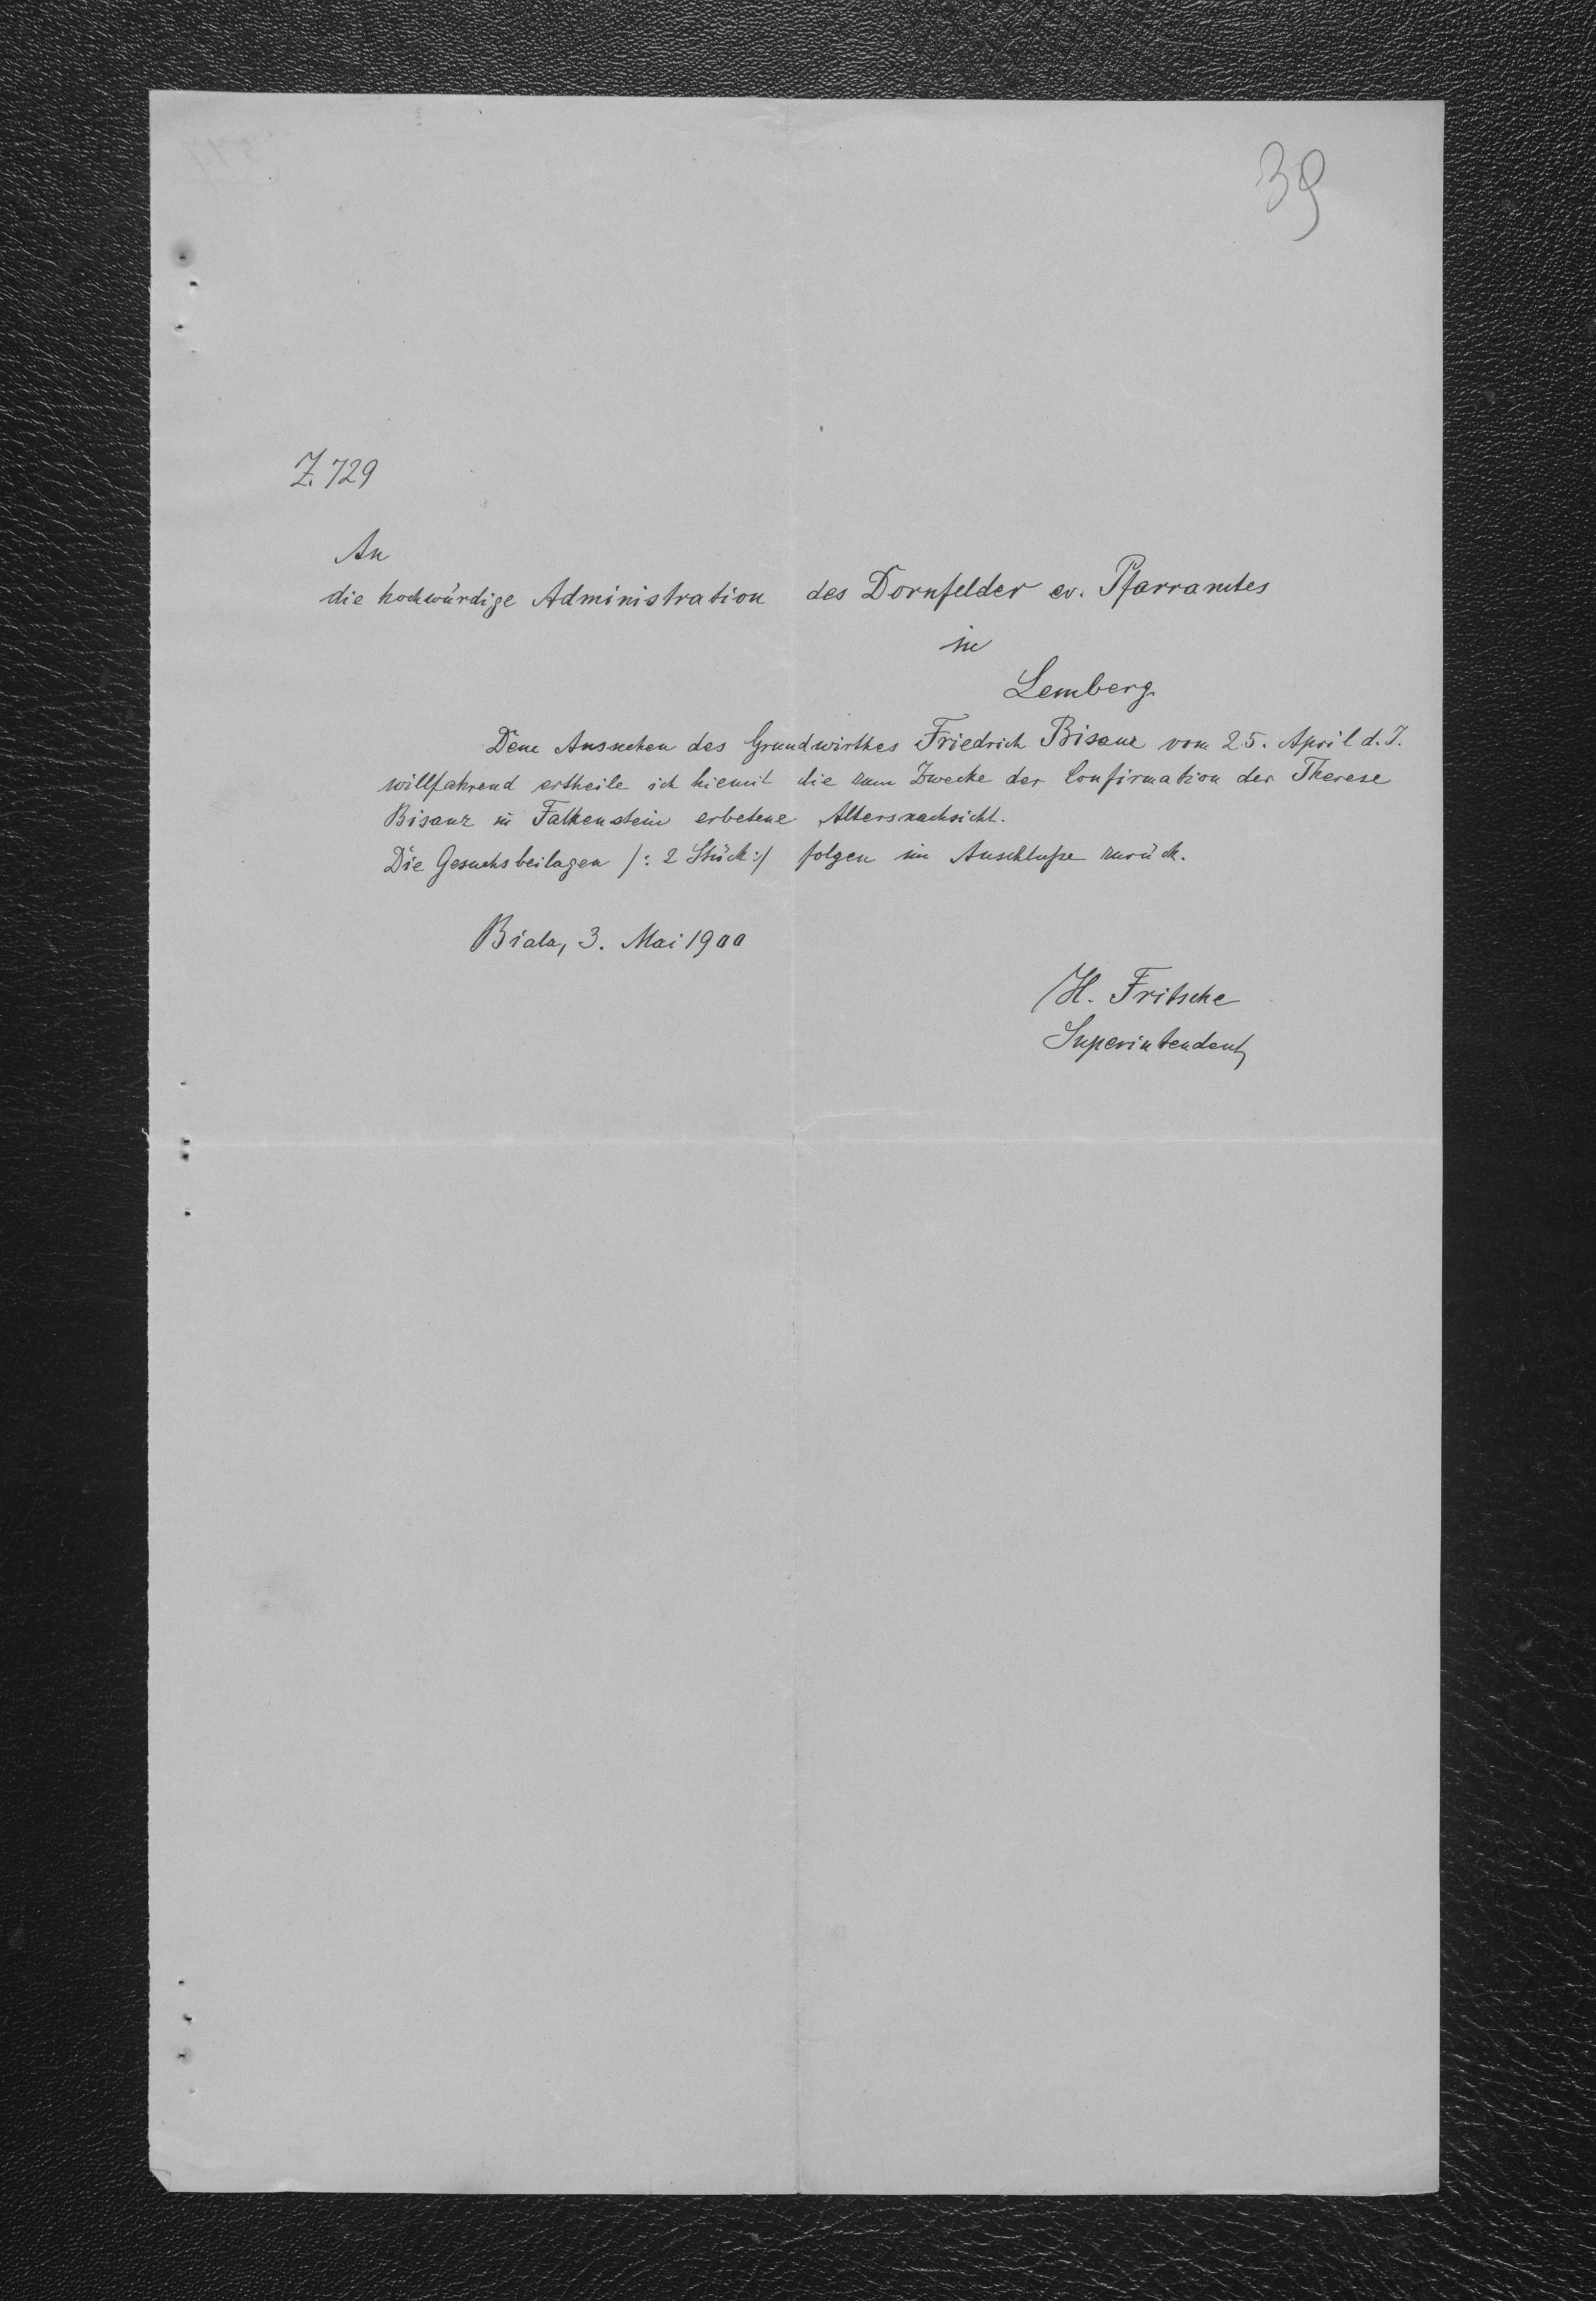 39
Z. 729
An
die hochwürdige Administration des Dornfelder ev. Pfarramtes
in
Lemberg.
Dem Ansuchen des Grundwirthes Friedrich Bisanz vom 25. April d. J.
willfahrend ertheile ich hiemit die zum Zwecke der Confirmation der Therese
Bisanz in Falkenstein erbetene Altersnachsicht.
Die Gesuchsbeilagen /: 2 Stück :/ folgen im Anschluße zurück.
Biala, 3. Mai 1900
H. Fritsche
Superintendent